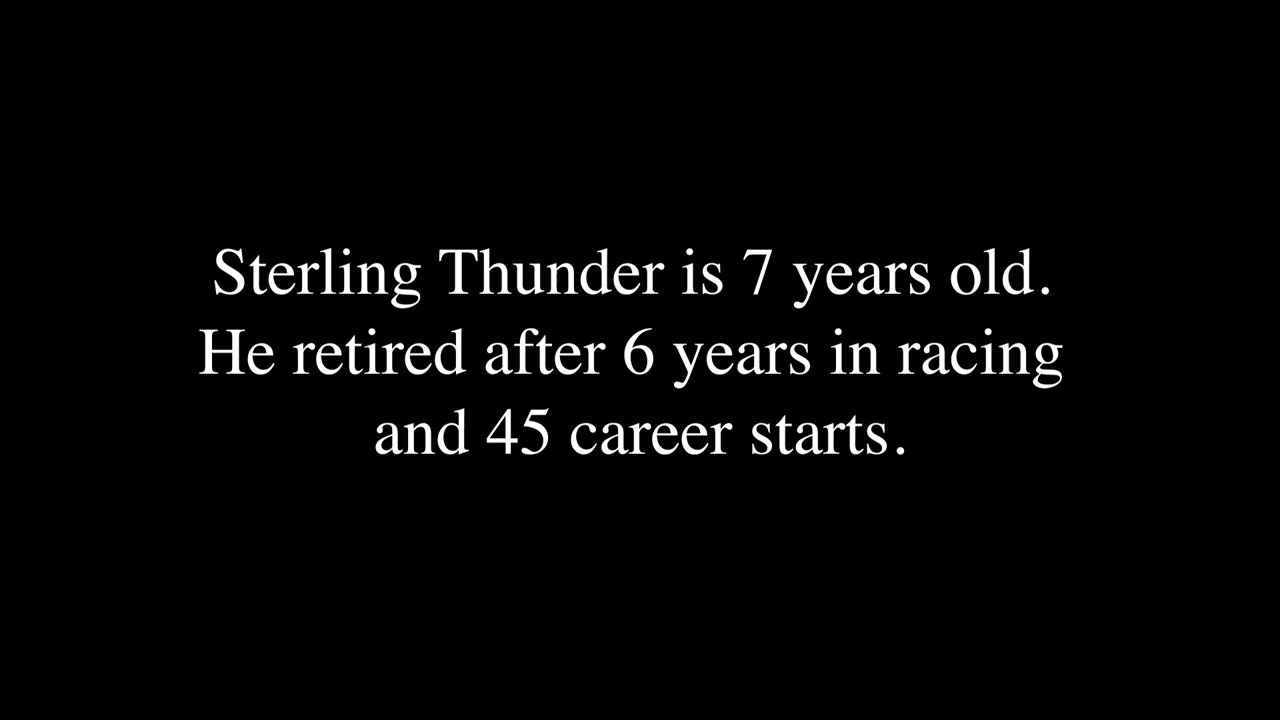 Sterling Thunder is 7 years old.
He retired after 6 years in racing
and 45 career starts.